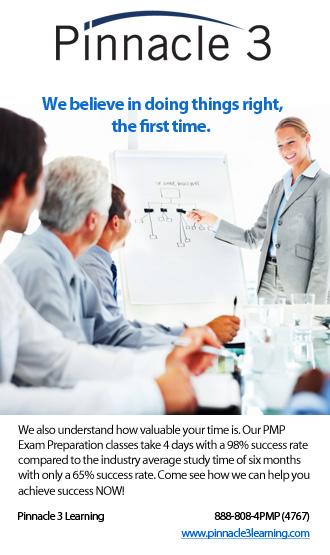 Pinnacle 3
We believe in doing things right,
the first time.
We also understand how valuable your time is. Our PMP
Exam Preparation classes take 4 days with a 98% success rate
compared to the industry average study time of six months
with only a 65% success rate. Come see how we can help you
achieve success NOW!
Pinnacle 3 Learning 888-808-4PMP (4767)
www.pinnacle3learning.com